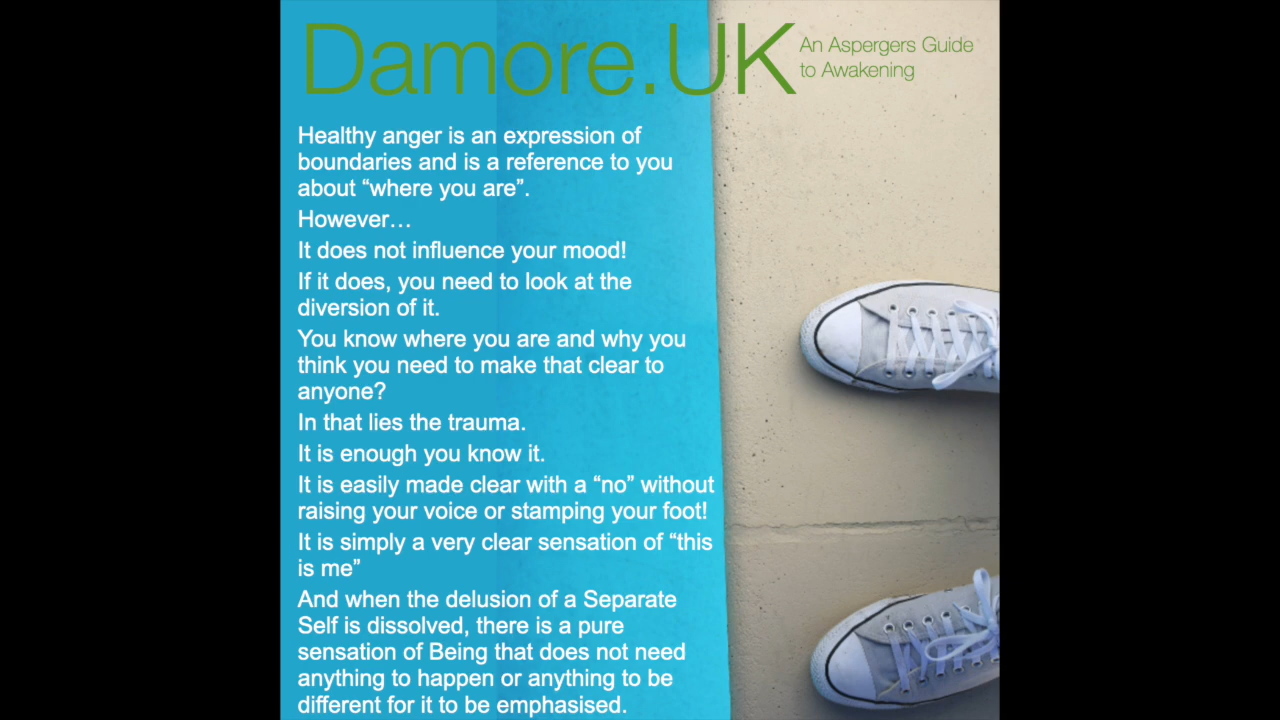 Damore.UK
An Aspergers Guide
to Awakening
Healthy anger is an expression of
boundaries and is a reference to you
about “where you are”.
However…
It does not influence your mood!
If it does, you need to look at the
diversion of it.
You know where you are and why you
think you need to make that clear to
anyone?
In that lies the trauma.
It is enough you know it.
It is easily made clear with a “no” without
raising your voice or stamping your foot!
It is simply a very clear sensation of “this
is me”
And when the delusion of a Separate
Self is dissolved, there is a pure
sensation of Being that does not need
anything to happen or anything to be
different for it to be emphasised.